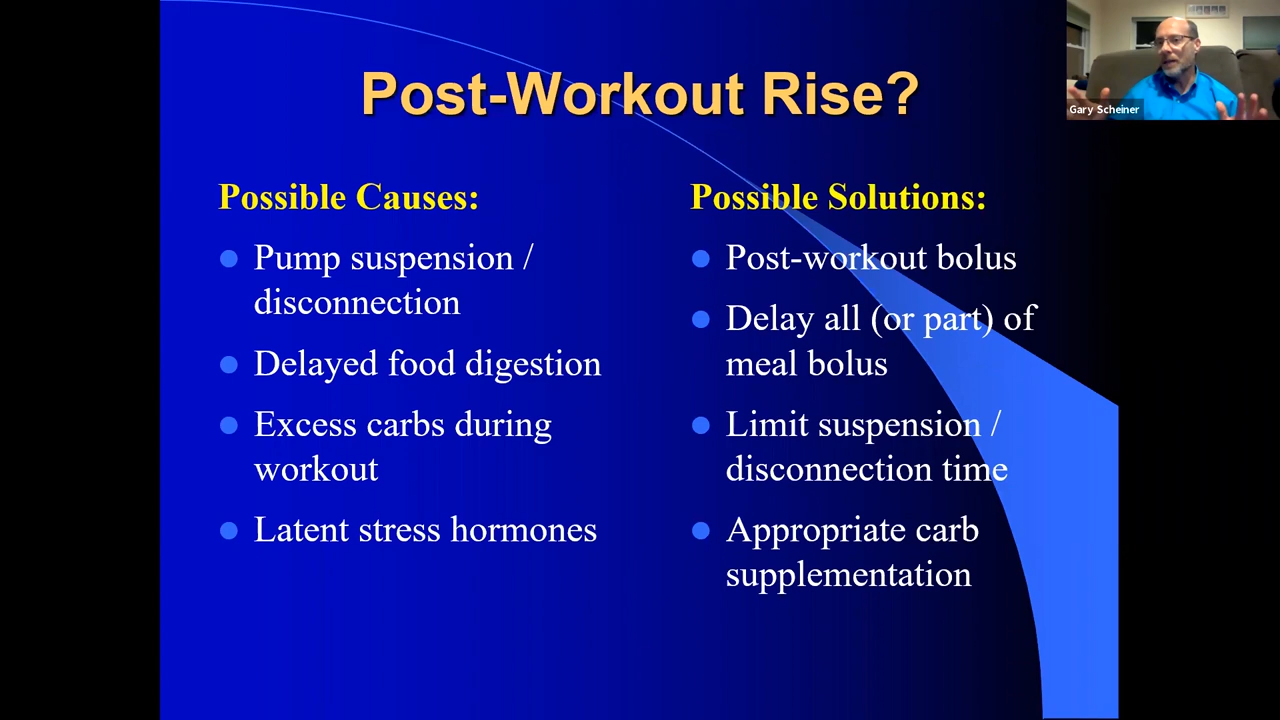 Post-Workout Rise?
Gary Scheiner
Possible Causes:
Pump suspension /
disconnection
Delayed food digestion
Excess carbs during
workout
Latent stress hormones
Possible Solutions:
Post-workout bolus
Delay all (or part) of
meal bolus
Limit suspension /
disconnection time
Appropriate carb
supplementation